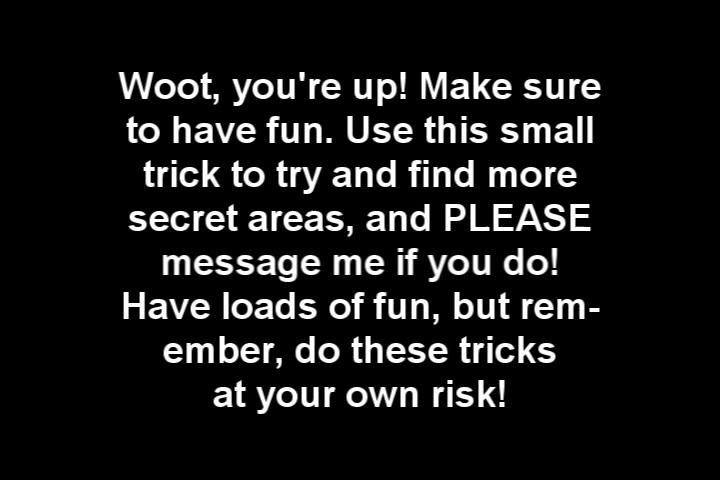 Woot, you're up! Make sure
to have fun. Use this small
trick to try and find more
secret areas, and PLEASE
message me if you do!
Have loads of fun, but rem-
ember, do these tricks
at your own risk!